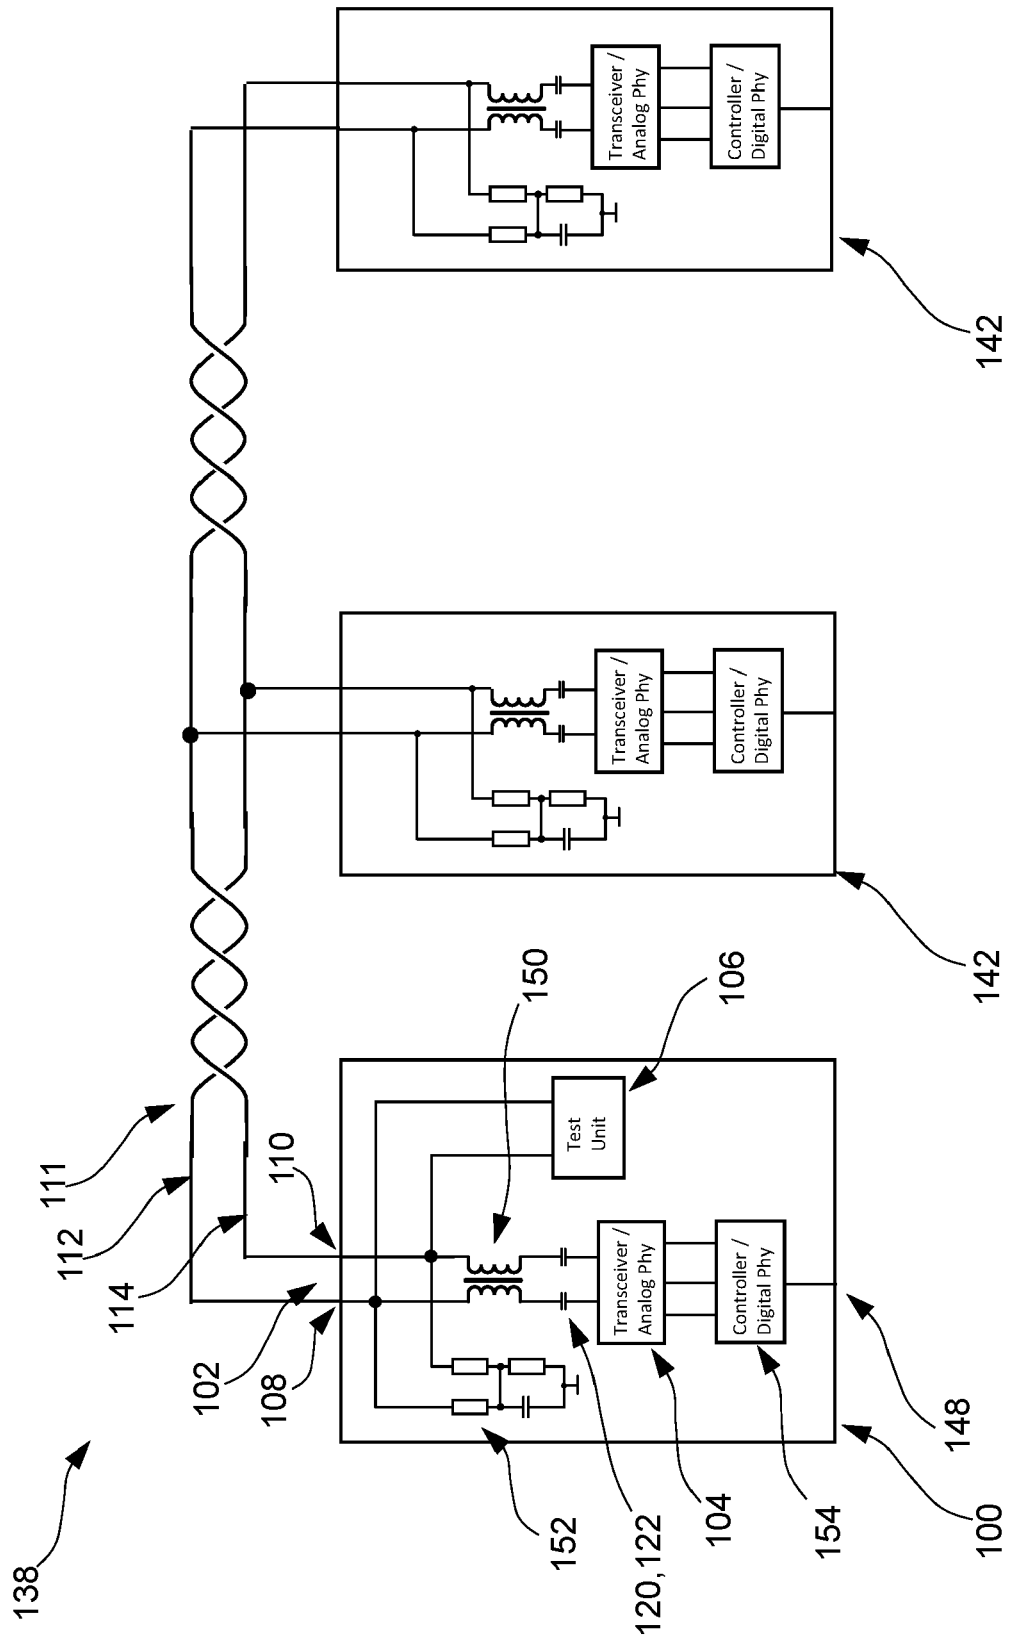 138
111
112
114
102
108
110
152
120,122
104
154
148
100
150
106
Test
Unit
Transceiver /
Analog Phy
Controller /
Digital Phy
142
Transceiver /
Analog Phy
Controller /
Digital Phy
142
Transceiver /
Analog Phy
Controller /
Digital Phy